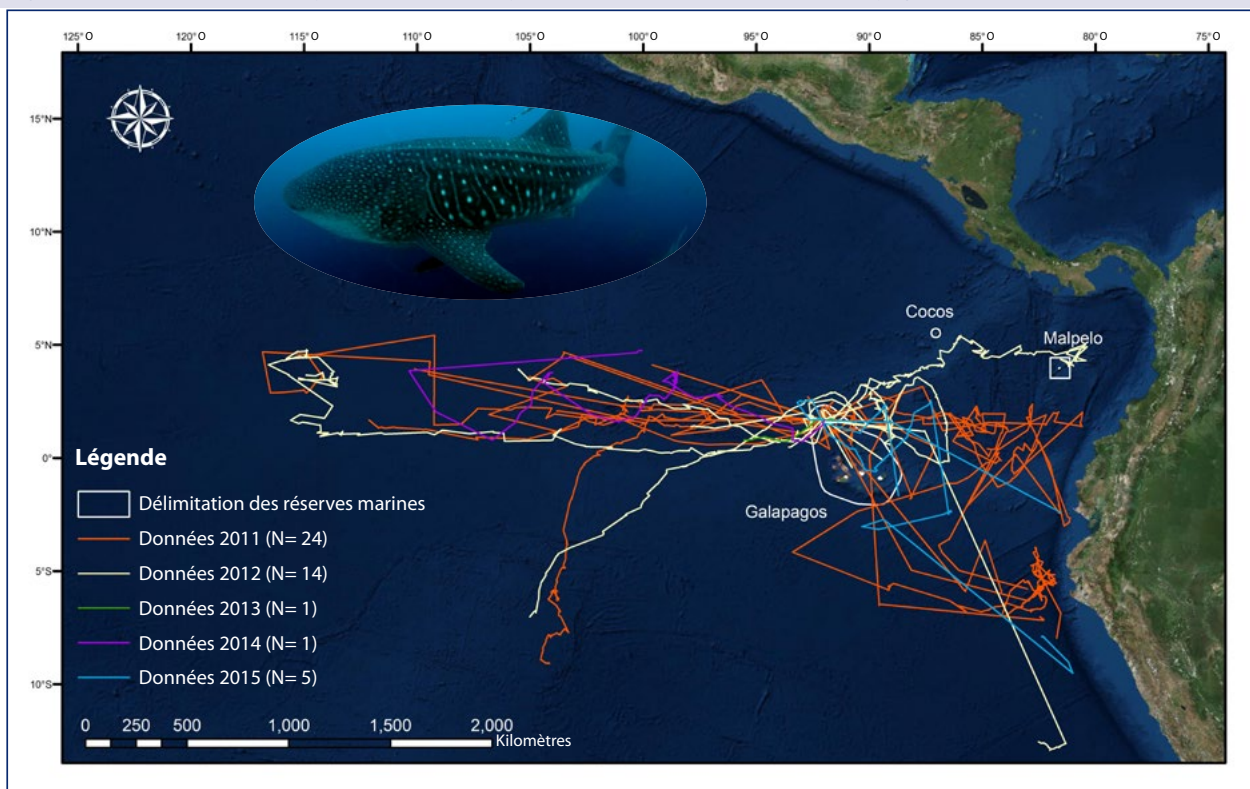 125° O 120° O 115° O 110° O 105° O 100° O 95° O 90° O 85° O 80° O 75° O
15°N
10°N
5°N
0°
5°S
10°S
Cocos
Malpelo
Galapagos
Légende
Délimitation des réserves marines
Données 2011 (N= 24)
Données 2012 (N= 14)
Données 2013 (N= 1)
Données 2014 (N= 1)
Données 2015 (N= 5)
0 250 500 1,000 1,500 2,000
Kilomètres